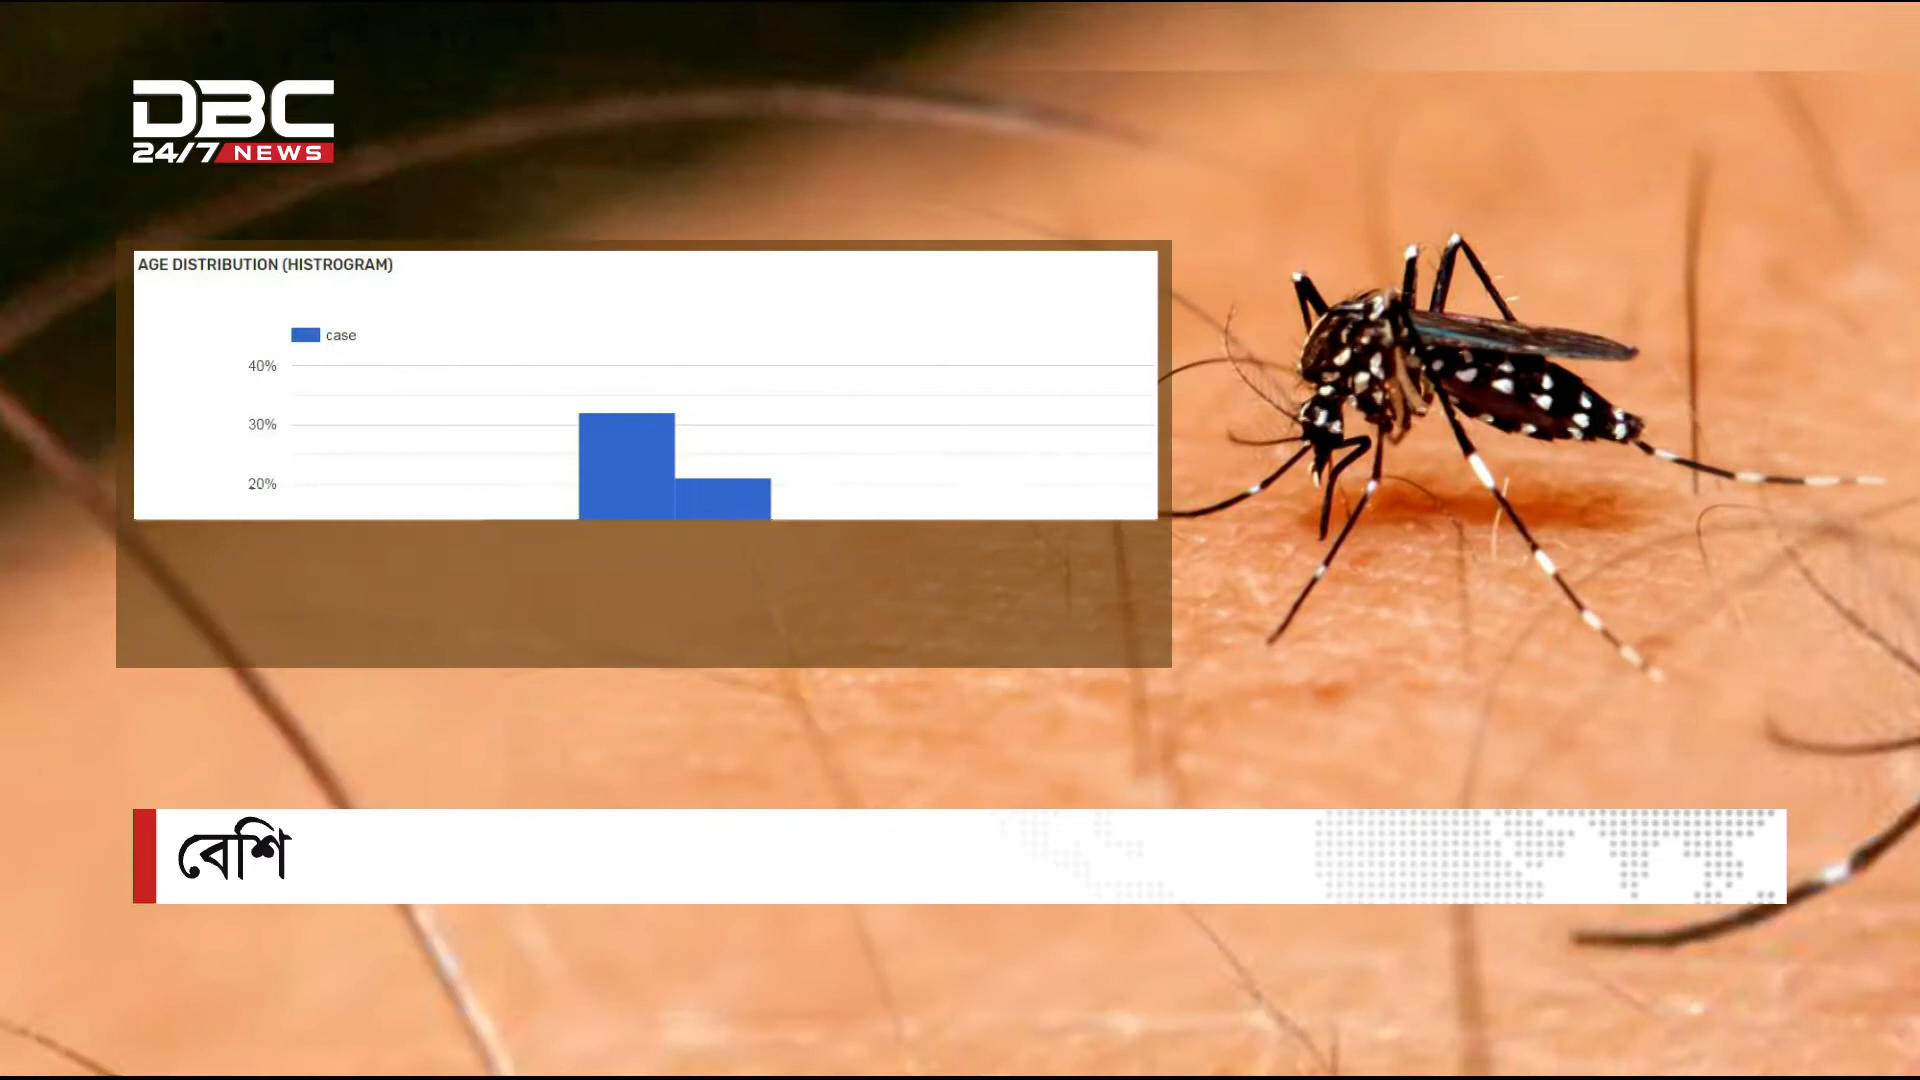 DBC
24/7 NEWS
AGE DISTRIBUTION (HISTROGRAM)
case
40%
30%
20%
বেশি